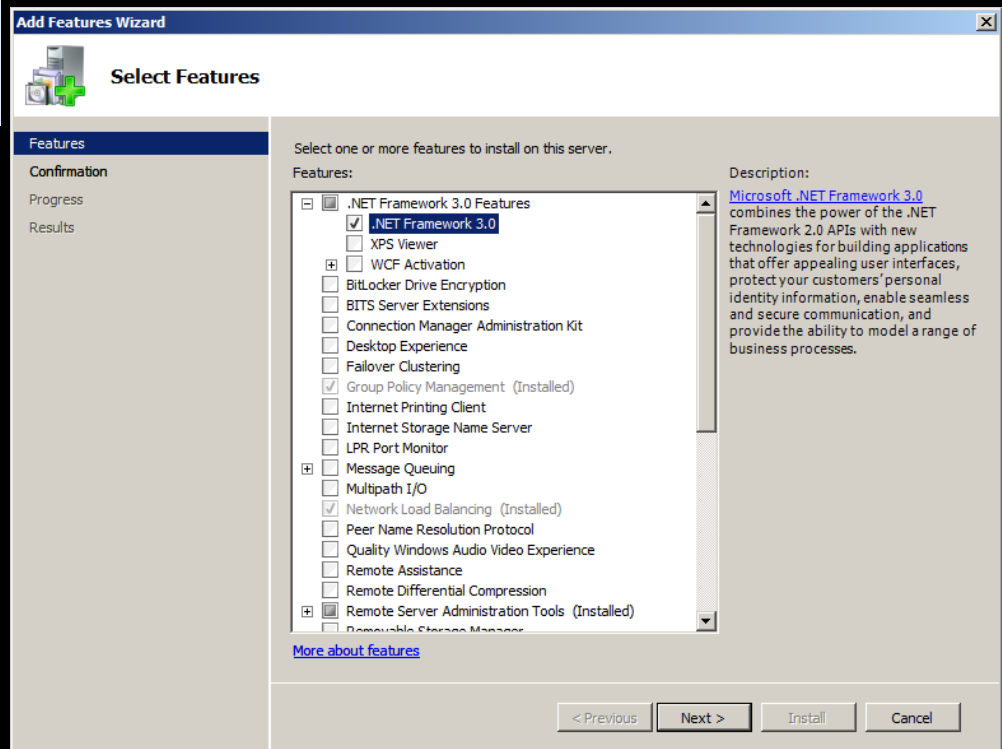 Add Features Wizard
Select Features
Features
Confirmation
Progress
Results
Select one or more features to install on this server.
Features:
.NET Framework 3.0 Features
.NET Framework 3.0
XPS Viewer
WCF Activation
BitLocker Drive Encryption
BITS Server Extensions
Connection Manager Administration Kit
Desktop Experience
Failover Clustering
Group Policy Management (Installed)
Internet Printing Client
Internet Storage Name Server
LPR Port Monitor
Message Queuing
Multipath I/O
Network Load Balancing (Installed)
Peer Name Resolution Protocol
Quality Windows Audio Video Experience
Remote Assistance
Remote Differential Compression
Remote Server Administration Tools (Installed)
Removable Storage Manager
More about features
Description:
Microsoft .NET Framework 3.0
combines the power of the .NET
Framework 2.0 APIs with new
technologies for building applications
that offer appealing user interfaces,
protect your customers' personal
identity information, enable seamless
and secure communication, and
provide the ability to model a range of
business processes.
< Previous
Next >
Install
Cancel